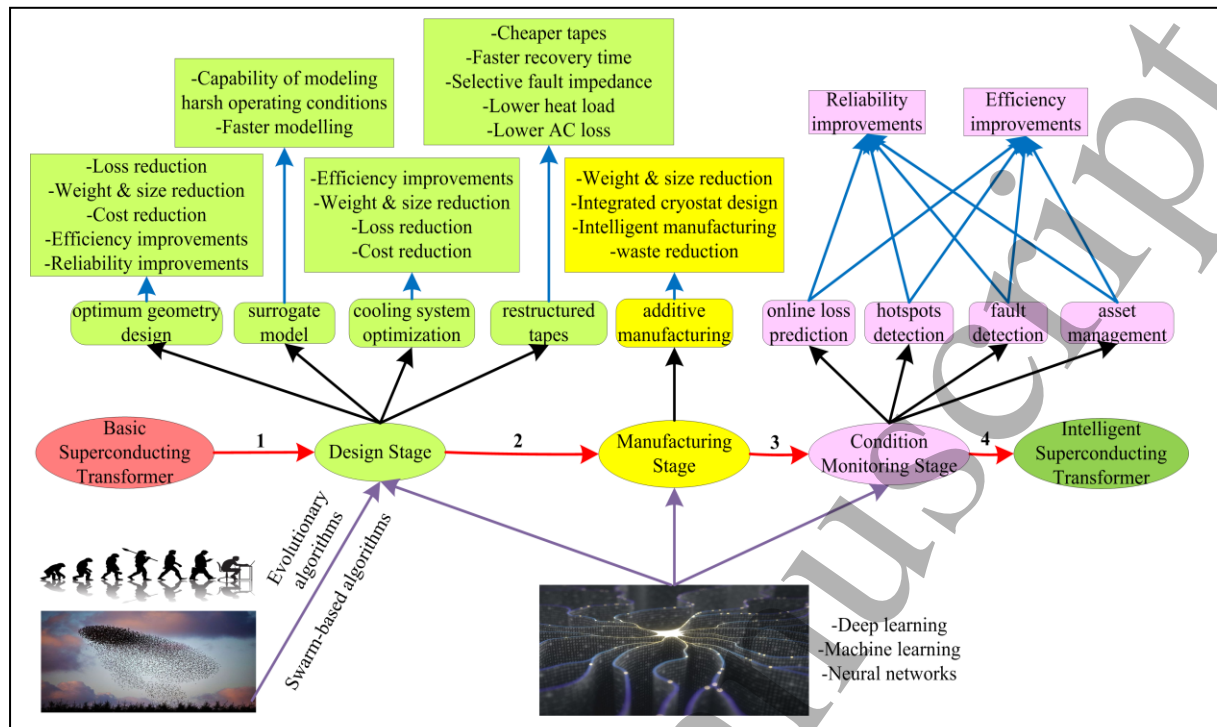 -Cheaper tapes
-Faster recovery time
-Selective fault impedance
-Lower heat load
-Lower AC loss
-Capability of modeling
harsh operating conditions
-Faster modelling
Reliability
improvements
Efficiency
improvements
-Loss reduction
-Weight & size reduction
-Cost reduction
-Efficiency improvements
-Reliability improvements
-Efficiency improvements
-Weight & size reduction
-Loss reduction
-Cost reduction
-Weight & size reduction
-Integrated cryostat design
-Intelligent manufacturing
-waste reduction
optimum geometry
design
surrogate
model
cooling system
optimization
restructured
tapes
additive
manufacturing
online loss
prediction
hotspots
detection
fault
detection
asset
management
Basic
Superconducting
Transformer
1
Design Stage
2
Manufacturing
Stage
3
Condition
Monitoring Stage
4
Intelligent
Superconducting
Transformer
Evolutionary
algorithms
Swarm-based algorithms
-Deep learning
-Machine learning
-Neural networks
nuscript